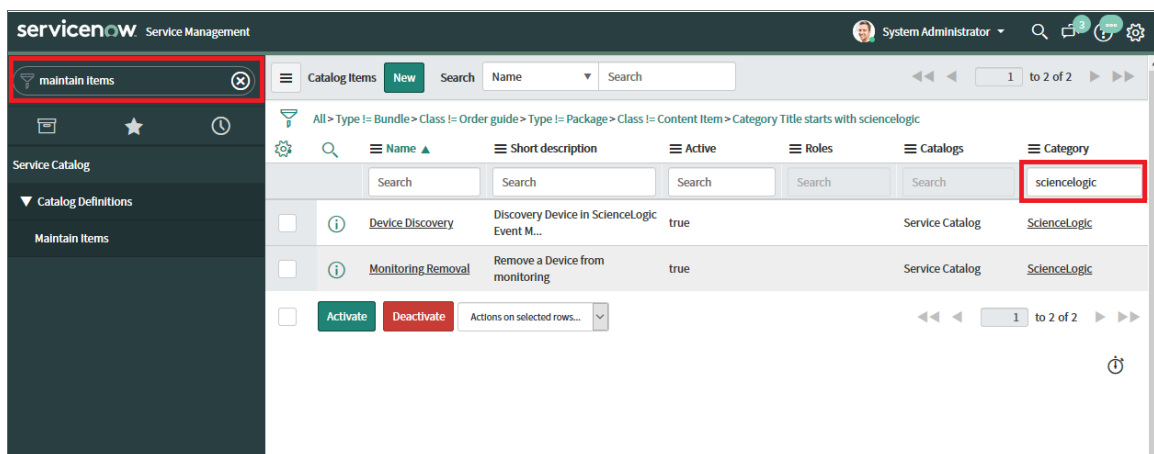 servicenow. Service Management
System Administrator
3
maintain items
Catalog Items New Search Name Search 1 to 2 of 2
All > Type != Bundle > Class != Order guide > Type != Package > Class != Content Item > Category Title starts with sciencelogic
Name Short description Active Roles Catalogs Category
Search Search Search Search Search sciencelogic
Service Catalog
Catalog Definitions
Maintain Items
Device Discovery Discovery Device in ScienceLogic true Service Catalog ScienceLogic
Event M...
Monitoring Removal Remove a Device from true Service Catalog ScienceLogic
monitoring
Activate Deactivate Actions on selected rows... 1 to 2 of 2